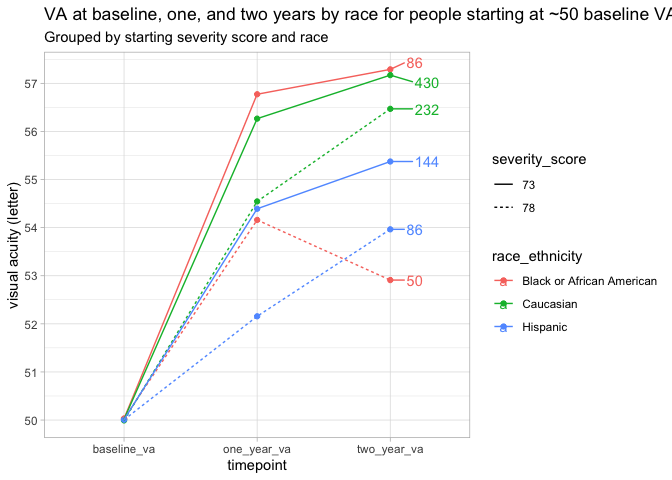 VA at baseline, one, and two years by race for people starting at ~50 baseline VA
Grouped by starting severity score and race
visual acuity (letter)
57
56
55
54
53
52
51
50
86
430
232
144
86
50
baseline_va
one_year_va
two_year_va
timepoint
severity_score
73
78
race_ethnicity
a Black or African American
a Caucasian
a Hispanic